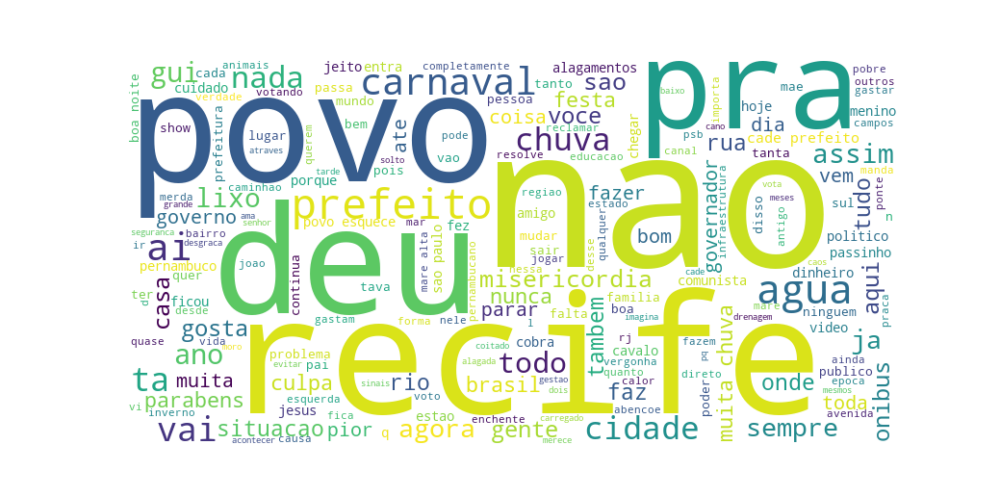 povo
pra
nao
deu
recife
boa noite
gui
cada
animais
cuidado
verdade
nada
votando
jeito
entra
passa
mundo
carnaval
completamente
pessoa
tanto
alagamentos
sao
festa
coisa
voce
chuva
reclamar
ate
bem
show
lugar
atraves
prefeitura
querem
pode
vao
solto
pois
resolve
educacao
chegar
psb
canal
baixo
importa
hoje
mae
cano
dia
rua
cade prefeito
menino
campos
pobre
outros
gastar
tanta
assim
vem
manda
ponte
tudo
vota
meses
antigo
disso
sul
n
politico
passinho
caos
dinheiro
ninguem
aqui
video
mare
praca
drenagem
ja
ainda
publico
epoca
mesmos
toda
avenida
onibus
sempre
onde
direto
poder
pq
muita chuva
cidade
faz
abencoe
calor
rj
quanto
vergonha
cavalo
fazem
imagina
tambem
familia
boa
falta
comunista
cade
governador
infraestrutura
agua
bom
fazer
estado
qualquer
desse
regiao
amigo
mudar
sair
jogar
nessa
misericordia
nunca
parar
l
cobra
todo
brasil
gestao
dois
gente
enchente
carregado
merece
coitado
alagada
agora
estao
q
pior
fica
jesus
rio
voto
esquerda
pai
problema
evitar
sinais
culpa
situacao
causa
acontecer
inverno
vai
vi
parabens
muita
ta
quase
ano
vida
moro
gosta
ficou
desde
ter
d
casa
quer
pernambuco
joao
tava
gastam
forma
nele
continua
mare alta
sao paulo
fez
pernambucano
mar
povo esquece
prefeito
porque
tarde
caminhao
lixo
merda
grande
governo
ama
senhor
seguranca
bairro
desgraca
ir
ai